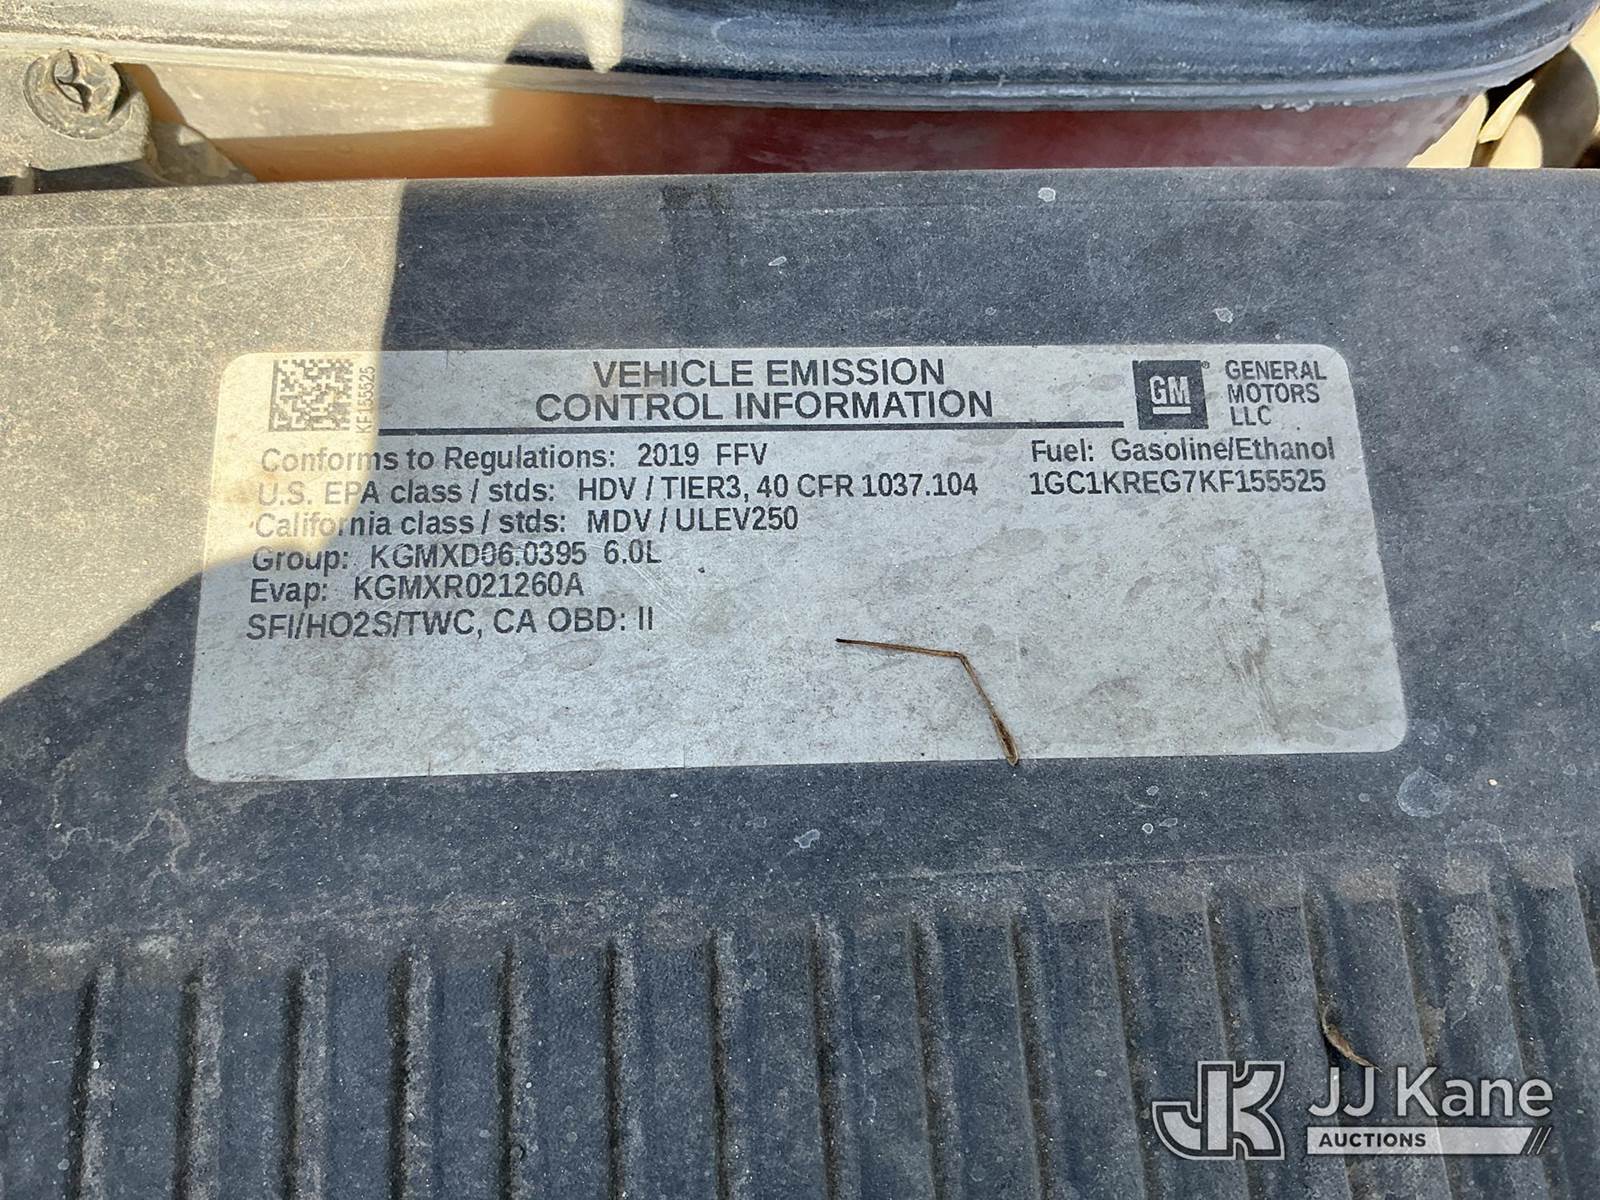 KF155525
VEHICLE EMISSION
CONTROL INFORMATION
GM®
GENERAL
MOTORS
LLC
Conforms to Regulations: 2019 FFV
Fuel: Gasoline/Ethanol
U.S. EPA class / stds: HDV / TIER3, 40 CFR 1037.104
1GC1KREG7KF155525
California class / stds: MDV / ULEV250
Group: KGMXD06.0395 6.0L
Evap: KGMXR021260A
SFI/HO2S/TWC, CA OBD: II
JK
JJ Kane
AUCTIONS